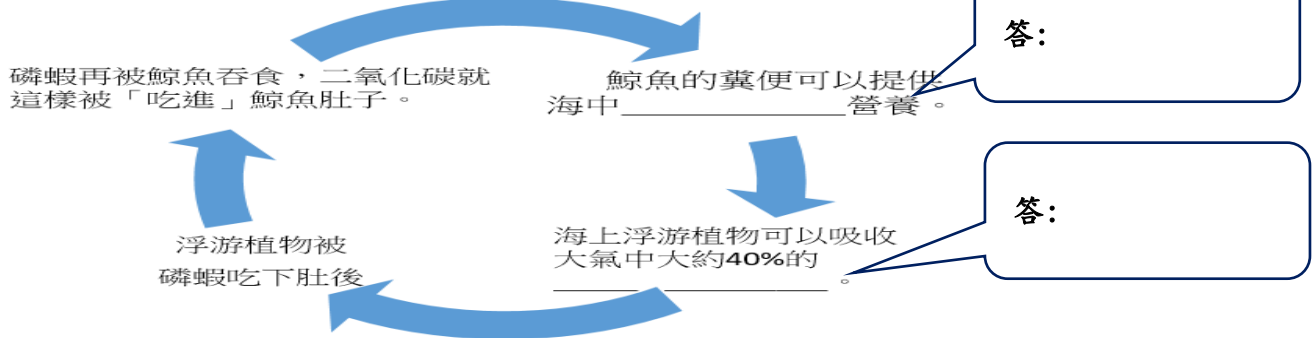 答：
磷蝦再被鯨魚吞食，二氧化碳就
這樣被「吃進」鯨魚肚子。
鯨魚的糞便可以提供
海中______________營養。
答：
海上浮游植物可以吸收
大氣中大約40%的
_________________。
浮游植物被
磷蝦吃下肚後